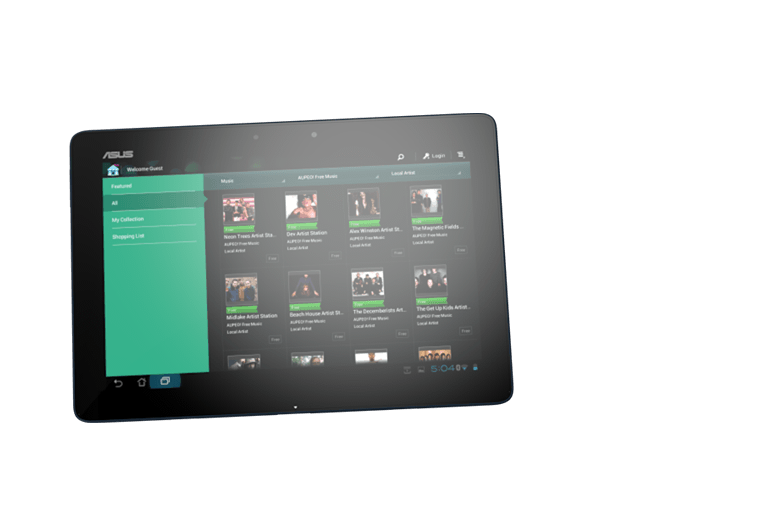 ASUS
Welcome Guest
Login
Featured
Music
AUPEO! Free Music
Local Artist
All
My Collection
Shopping List
Free
Free
Free
Free
Neon Trees Artist Sta...
Dev Artist Station
Alex Winston Artist St...
The Magnetic Fields ...
AUPEO! Free Music
AUPEO! Free Music
AUPEO! Free Music
AUPEO! Free Music
Local Artist
Local Artist
Local Artist
Local Artist
Free
Free
Free
Free
Free
Free
Free
Free
Midlake Artist Station
Beach House Artist St...
The Decemberists Art...
The Get Up Kids Artist...
AUPEO! Free Music
AUPEO! Free Music
AUPEO! Free Music
AUPEO! Free Music
Local Artist
Local Artist
Local Artist
Local Artist
Free
Free
Free
Free
5:04